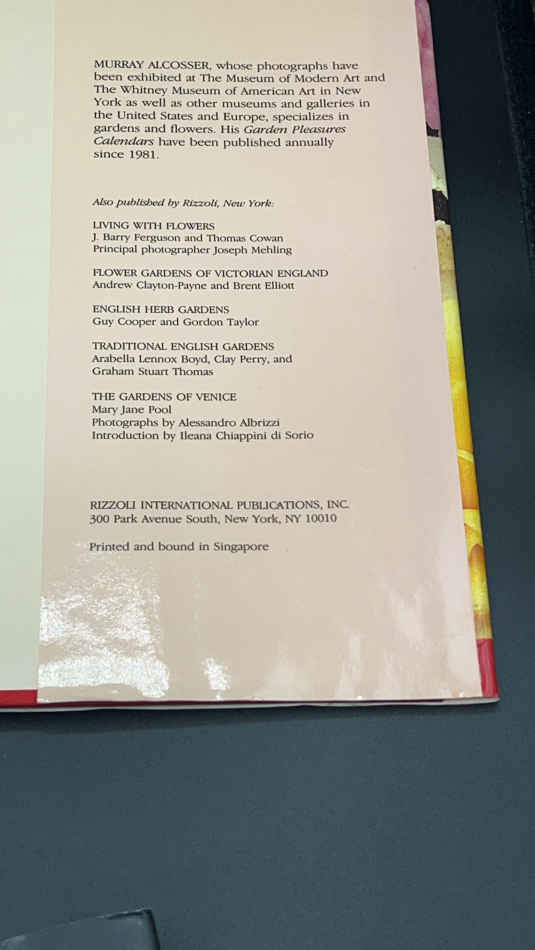 MURRAY ALCOSSER, whose photographs have
been exhibited at The Museum of Modern Art and
The Whitney Museum of American Art in New
York as well as other museums and galleries in
the United States and Europe, specializes in
gardens and flowers. His Garden Pleasures
Calendars have been published annually
since 1981.
Also published by Rizzoli, New York:
LIVING WITH FLOWERS
J. Barry Ferguson and Thomas Cowan
Principal photographer Joseph Mehling
FLOWER GARDENS OF VICTORIAN ENGLAND
Andrew Clayton-Payne and Brent Elliott
ENGLISH HERB GARDENS
Guy Cooper and Gordon Taylor
TRADITIONAL ENGLISH GARDENS
Arabella Lennox Boyd, Clay Perry, and
Graham Stuart Thomas
THE GARDENS OF VENICE
Mary Jane Pool
Photographs by Alessandro Albrizzi
Introduction by Ileana Chiappini di Sorio
RIZZOLI INTERNATIONAL PUBLICATIONS, INC.
300 Park Avenue South, New York, NY 10010
Printed and bound in Singapore